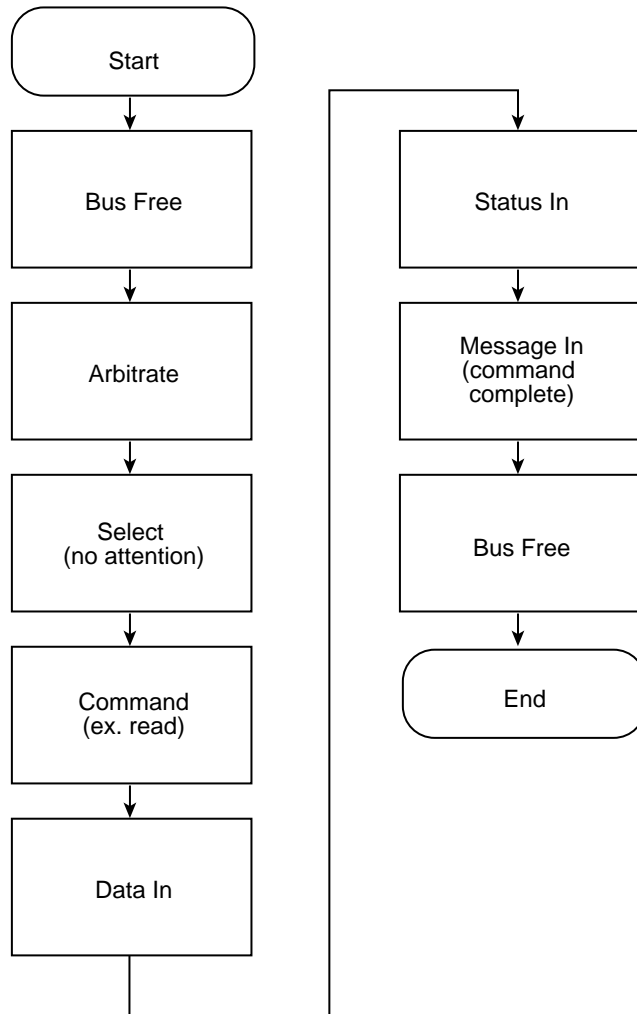 Start
Bus Free
Arbitrate
Select
(no attention)
Command
(ex. read)
Data In
Status In
Message In
(command
complete)
Bus Free
End